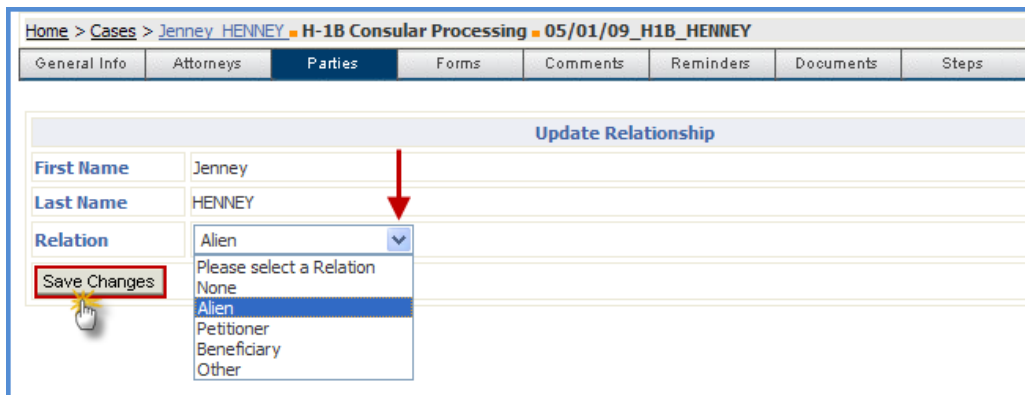 Home > Cases > Jenney HENNEY ▪ H-1B Consular Processing ▪ 05/01/09_H1B_HENNEY
General Info Attorneys Parties Forms Comments Reminders Documents Steps
Update Relationship
First Name Jenney
Last Name HENNEY
Relation Alien
Please select a Relation
Save Changes
None
Alien
Petitioner
Beneficiary
Other